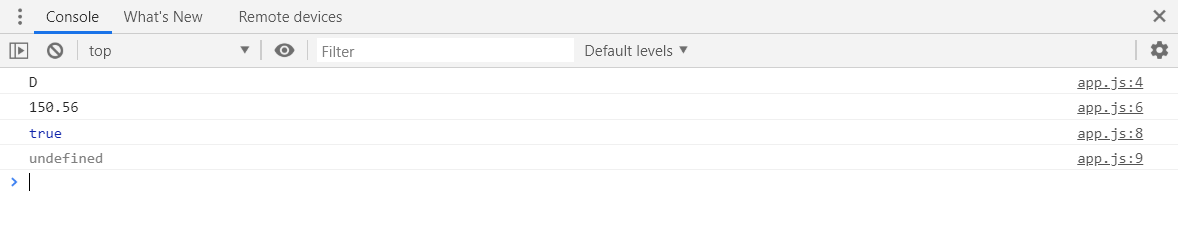 Console What's New Remote devices
top Filter Default levels
D app.js:4
150.56 app.js:6
true app.js:8
undefined app.js:9